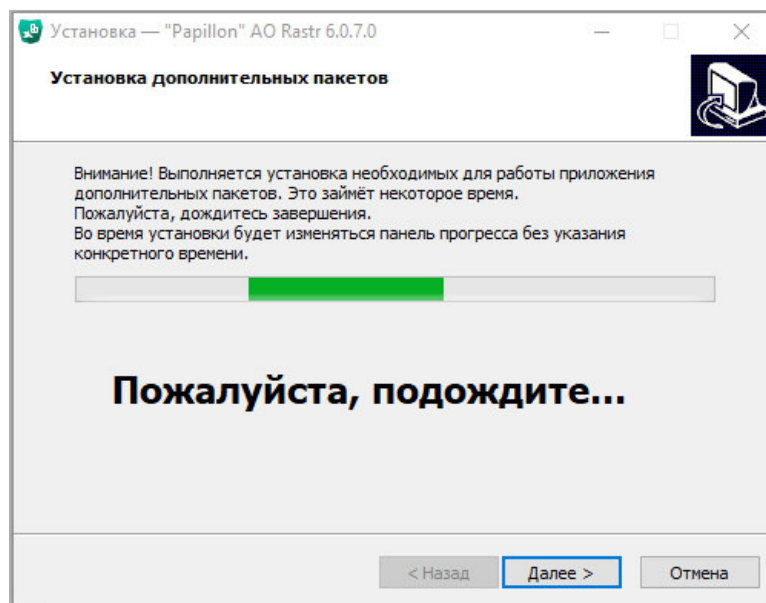 Установка — "Papillon" AO Rastr 6.0.7.0
Установка дополнительных пакетов
Внимание! Выполняется установка необходимых для работы приложения
дополнительных пакетов. Это займёт некоторое время.
Пожалуйста, дождитесь завершения.
Во время установки будет изменяться панель прогресса без указания
конкретного времени.
Пожалуйста, подождите...
< Назад Далее > Отмена